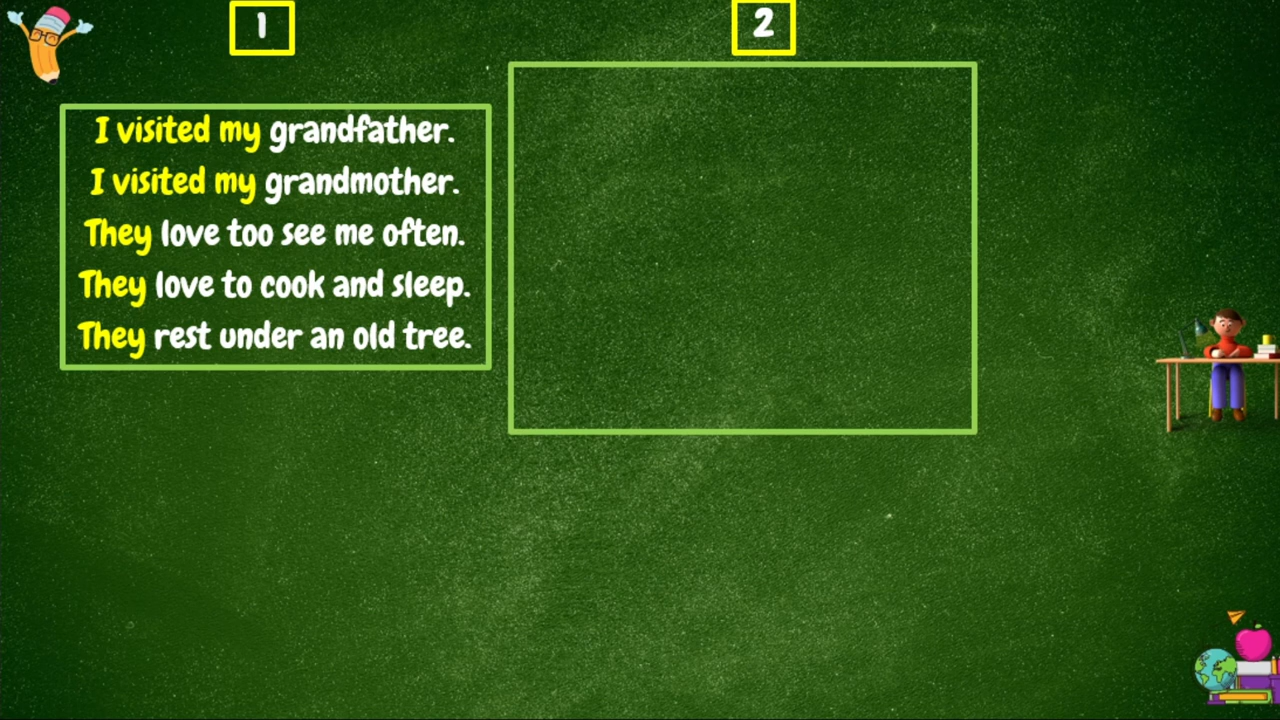 1
2
I visited my grandfather.
I visited my grandmother.
They love too see me often.
They love to cook and sleep.
They rest under an old tree.